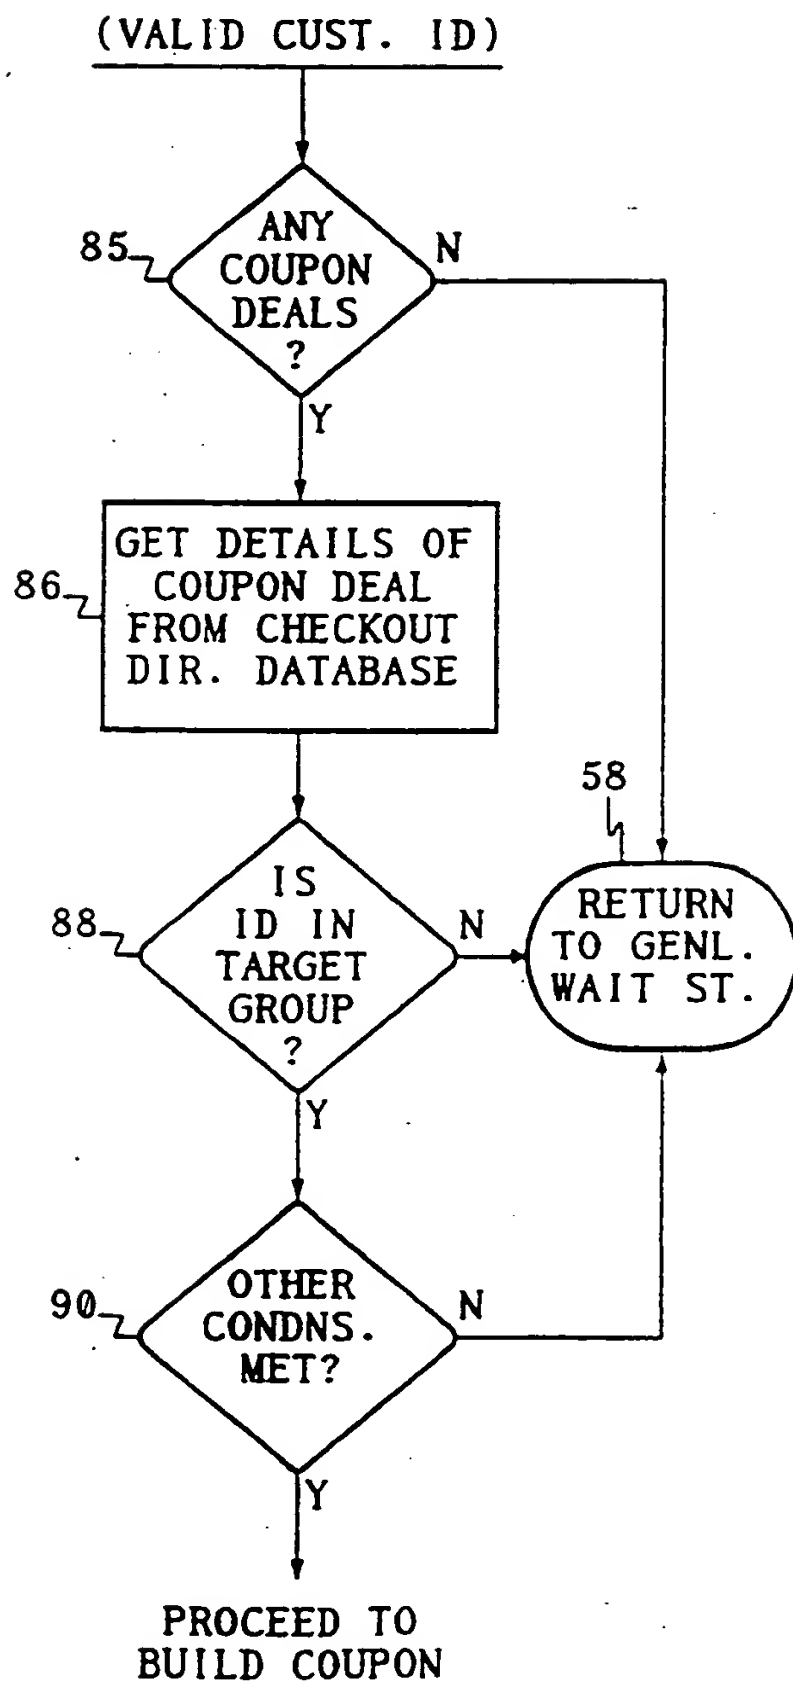 (VALID CUST. ID)
85
ANY
COUPON
DEALS
?
N
Y
86
GET DETAILS OF
COUPON DEAL
FROM CHECKOUT
DIR. DATABASE
58
RETURN
TO GENL.
WAIT ST.
88
IS
ID IN
TARGET
GROUP
?
N
Y
90
OTHER
CONDNS.
MET?
N
Y
PROCEED TO
BUILD COUPON